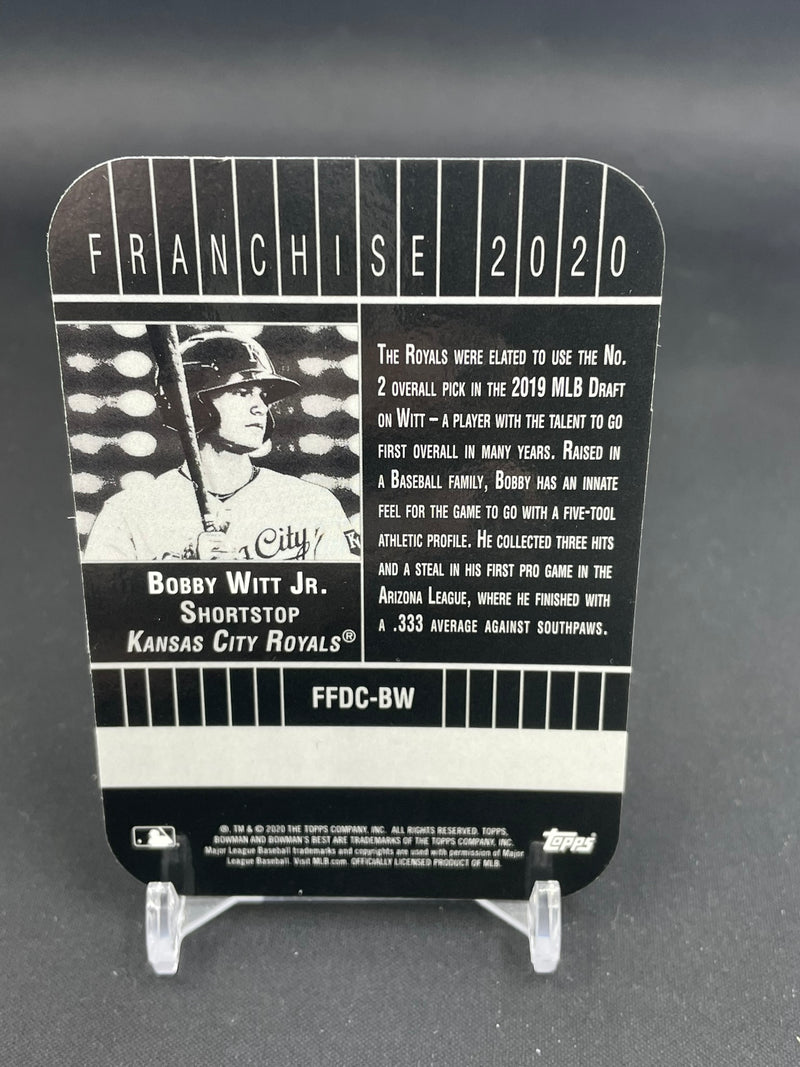 FRANCHISE 2020
THE ROYALS WERE ELATED TO USE THE NO.
2 OVERALL PICK IN THE 2019 MLB DRAFT
ON WITT – A PLAYER WITH THE TALENT TO GO
FIRST OVERALL IN MANY YEARS. RAISED IN
A BASEBALL FAMILY, BOBBY HAS AN INNATE
FEEL FOR THE GAME TO GO WITH A FIVE-TOOL
ATHLETIC PROFILE. HE COLLECTED THREE HITS
AND A STEAL IN HIS FIRST PRO GAME IN THE
ARIZONA LEAGUE, WHERE HE FINISHED WITH
A .333 AVERAGE AGAINST SOUTHPAWS.
City
KC
BOBBY WITT JR.
SHORTSTOP
KANSAS CITY ROYALS®
FFDC-BW
®, TM & © 2020 THE TOPPS COMPANY, INC. ALL RIGHTS RESERVED. TOPPS,
BOWMAN AND BOWMAN'S BEST ARE TRADEMARKS OF THE TOPPS COMPANY, INC.
Major League Baseball trademarks and copyrights are used with permission of Major
League Baseball. Visit MLB.com. OFFICIALLY LICENSED PRODUCT OF MLB.
TOPPS